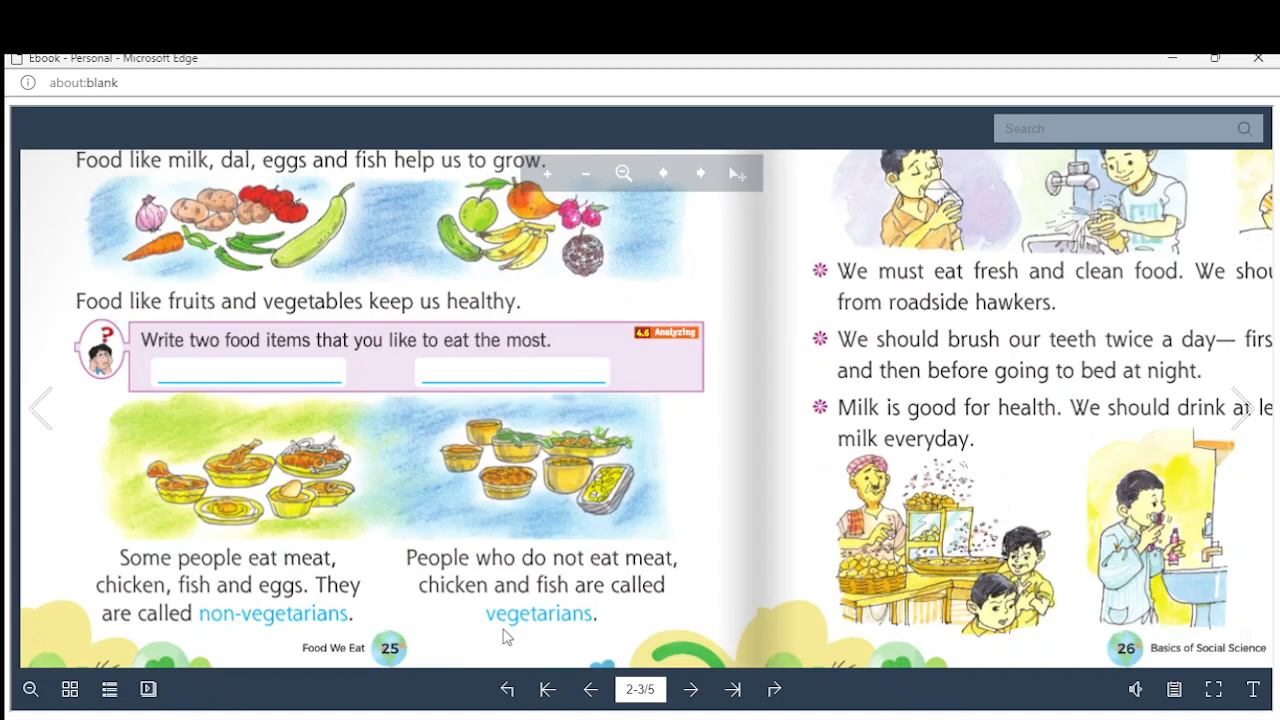 Ebook - Personal - Microsoft Edge
about:blank
Search
Food like milk, dal, eggs and fish help us to grow.
Food like fruits and vegetables keep us healthy.
?
Write two food items that you like to eat the most.
4.6 Analyzing
Some people eat meat,
chicken, fish and eggs. They
are called non-vegetarians.
People who do not eat meat,
chicken and fish are called
vegetarians.
Food We Eat 25
We must eat fresh and clean food. We shou
from roadside hawkers.
We should brush our teeth twice a day— firs
and then before going to bed at night.
Milk is good for health. We should drink at le
milk everyday.
26 Basics of Social Science
2-3/5
T